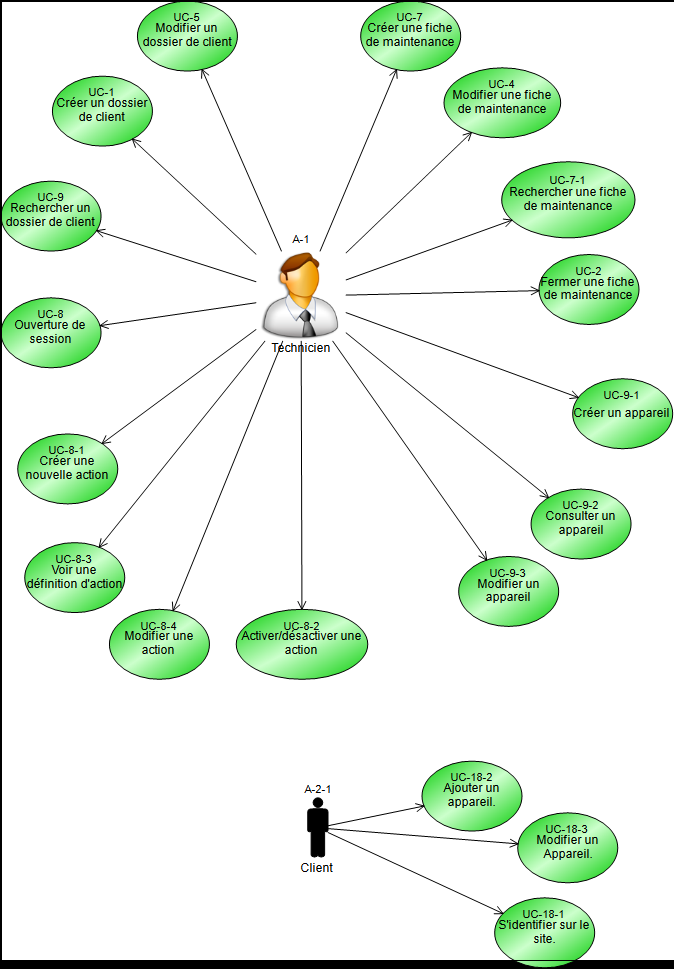 UC-5
Modifier un
dossier de client
UC-7
Créer une fiche
de maintenance
UC-1
Créer un dossier
de client
UC-4
Modifier une fiche
de maintenance
UC-9
Rechercher un
dossier de client
UC-7-1
Rechercher une fiche
de maintenance
A-1
Technicien
UC-2
Fermer une fiche
de maintenance
UC-8
Ouverture de
session
UC-9-1
Créer un appareil
UC-8-1
Créer une
nouvelle action
UC-9-2
Consulter un
appareil
UC-8-3
Voir une
définition d'action
UC-9-3
Modifier un
appareil
UC-8-4
Modifier une
action
UC-8-2
Activer/désactiver une
action
A-2-1
Client
UC-18-2
Ajouter un
appareil.
UC-18-3
Modifier un
Appareil.
UC-18-1
S'identifier sur le
site.